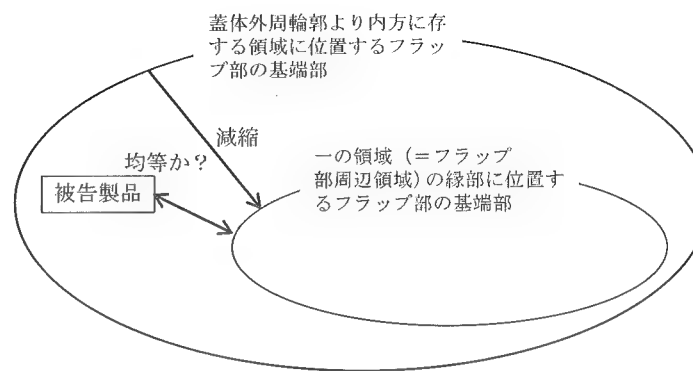 蓋体外周輪郭より内方に存
する領域に位置するフラッ
プ部の基端部
減縮
均等か？
被告製品
一の領域（＝フラップ
部周辺領域）の縁部に位置す
るフラップ部の基端部